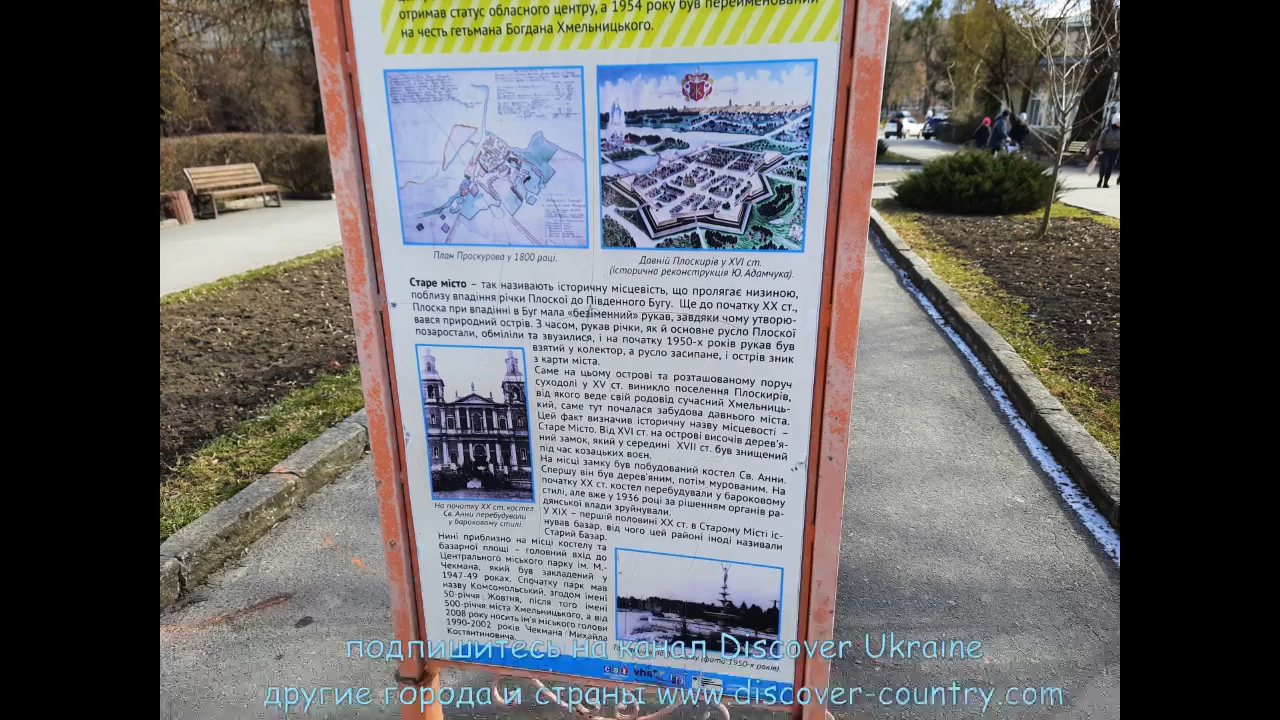 отримав статус обласного центру, а 1954 року був перейменований
на честь гетьмана Богдана Хмельницького.
План Проскурова у 1800 році.
Давній Плоскирів у XVI ст.
(історична реконструкція Ю. Адамчука).
Старе місто – так називають історичну місцевість, що пролягає низиною,
поблизу впадіння річки Плоскої до Південного Бугу. Ще до початку XX ст.,
Плоска при впадінні в Буг мала «безіменний» рукав, завдяки чому утворю-
вався природний острів. З часом, рукав річки, як й основне русло Плоскої
позаростали, обміліли та звузилися, і на початку 1950-х років рукав був
взятий у колектор, а русло засипане, і острів зник
з карти міста.
Саме на цьому острові та розташованому поруч
суходолі у XV ст. виникло поселення Плоскирів,
від якого веде свій родовід сучасний Хмельниць-
кий, саме тут почалася забудова давнього міста.
Цей факт визначив історичну назву місцевості –
Старе Місто. Від XVI ст. на острові височів дерев'я-
ний замок, який у середині XVII ст. був знищений
під час козацьких воєн.
На місці замку був побудований костел Св. Анни.
Спершу він був дерев'яним, потім мурованим. На
початку XX ст. костел перебудували у бароковому
стилі, але вже у 1936 році за рішенням органів ра-
дянської влади зруйнували.
У XIX – першій половині XX ст. в Старому Місті іс-
нував базар, від чого цей районі іноді називали
Старий Базар.
На початку XX ст. костел
Св. Анни перебудували
у бароковому стилі.
Нині приблизно на місці костелу та
базарної площі – головний вхід до
Центрального міського парку ім. М.-
Чекмана, який був закладений у
1947-49 роках. Спочатку парк мав
назву Комсомольський, згодом імені
50-річчя Жовтня, після того імені
500-річчя міста Хмельницького, а від
2008 року носить ім'я міського голови
1990-2002 років Чекмана Михайла
Костянтиновича.
(фото 1950-х років).
подпишитесь на канал Discover Ukraine
другие города и страны www.discover-country.com